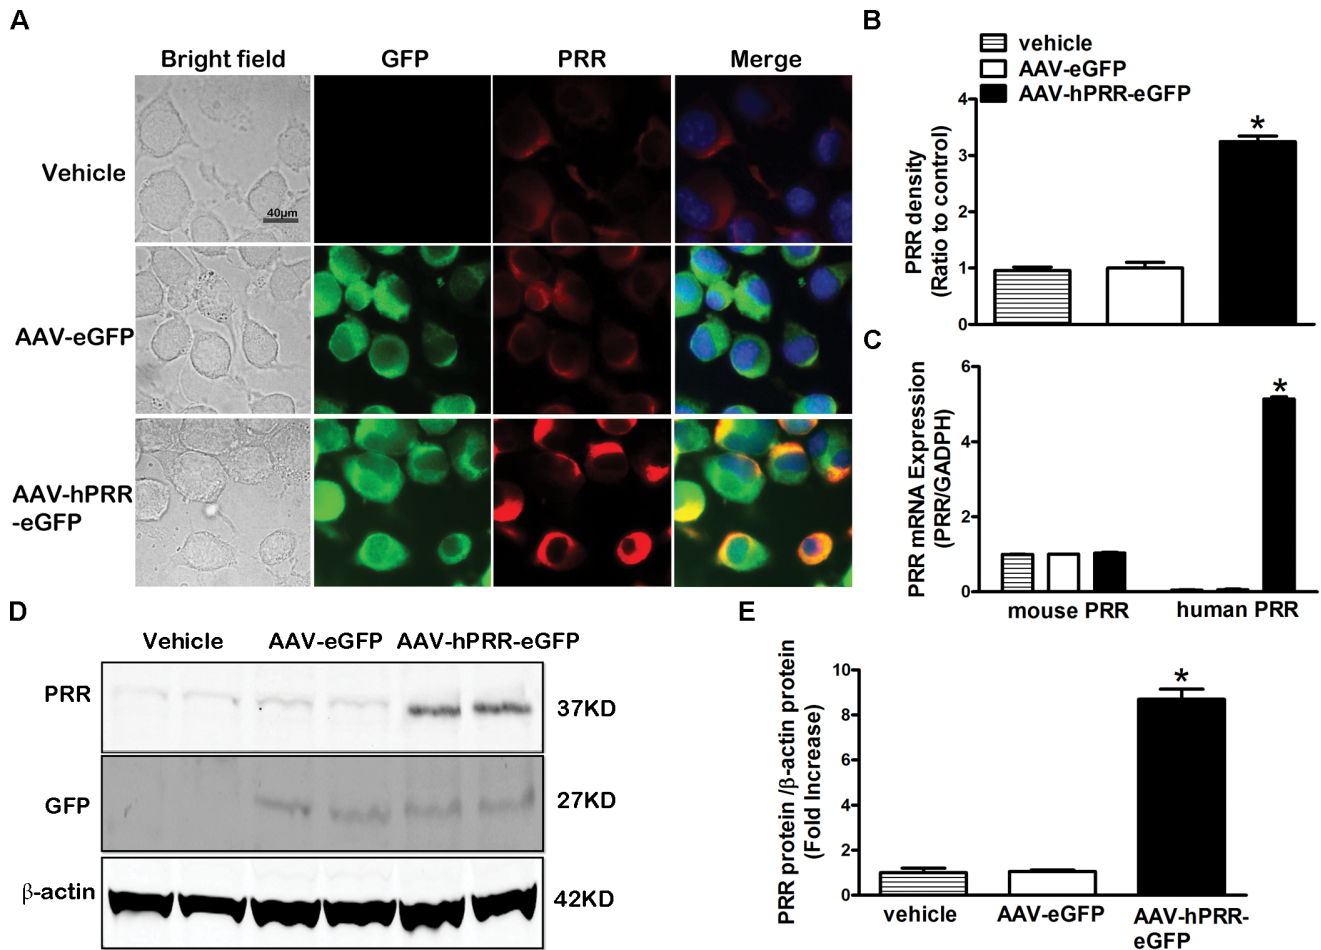 A
Bright field GFP PRR Merge
Vehicle
40μm
AAV-eGFP
AAV-hPRR
-eGFP
B
vehicle
AAV-eGFP
AAV-hPRR-eGFP
PRR density
(Ratio to control)
4
3
2
1
0
*
C
PRR mRNA Expression
(PRR/GADPH)
6
4
2
0
*
mouse PRR human PRR
D
Vehicle AAV-eGFP AAV-hPRR-eGFP
PRR 37KD
GFP 27KD
β-actin 42KD
E
PRR protein /β-actin protein
(Fold Increase)
10
8
6
4
2
0
*
vehicle AAV-eGFP AAV-hPRR-
eGFP